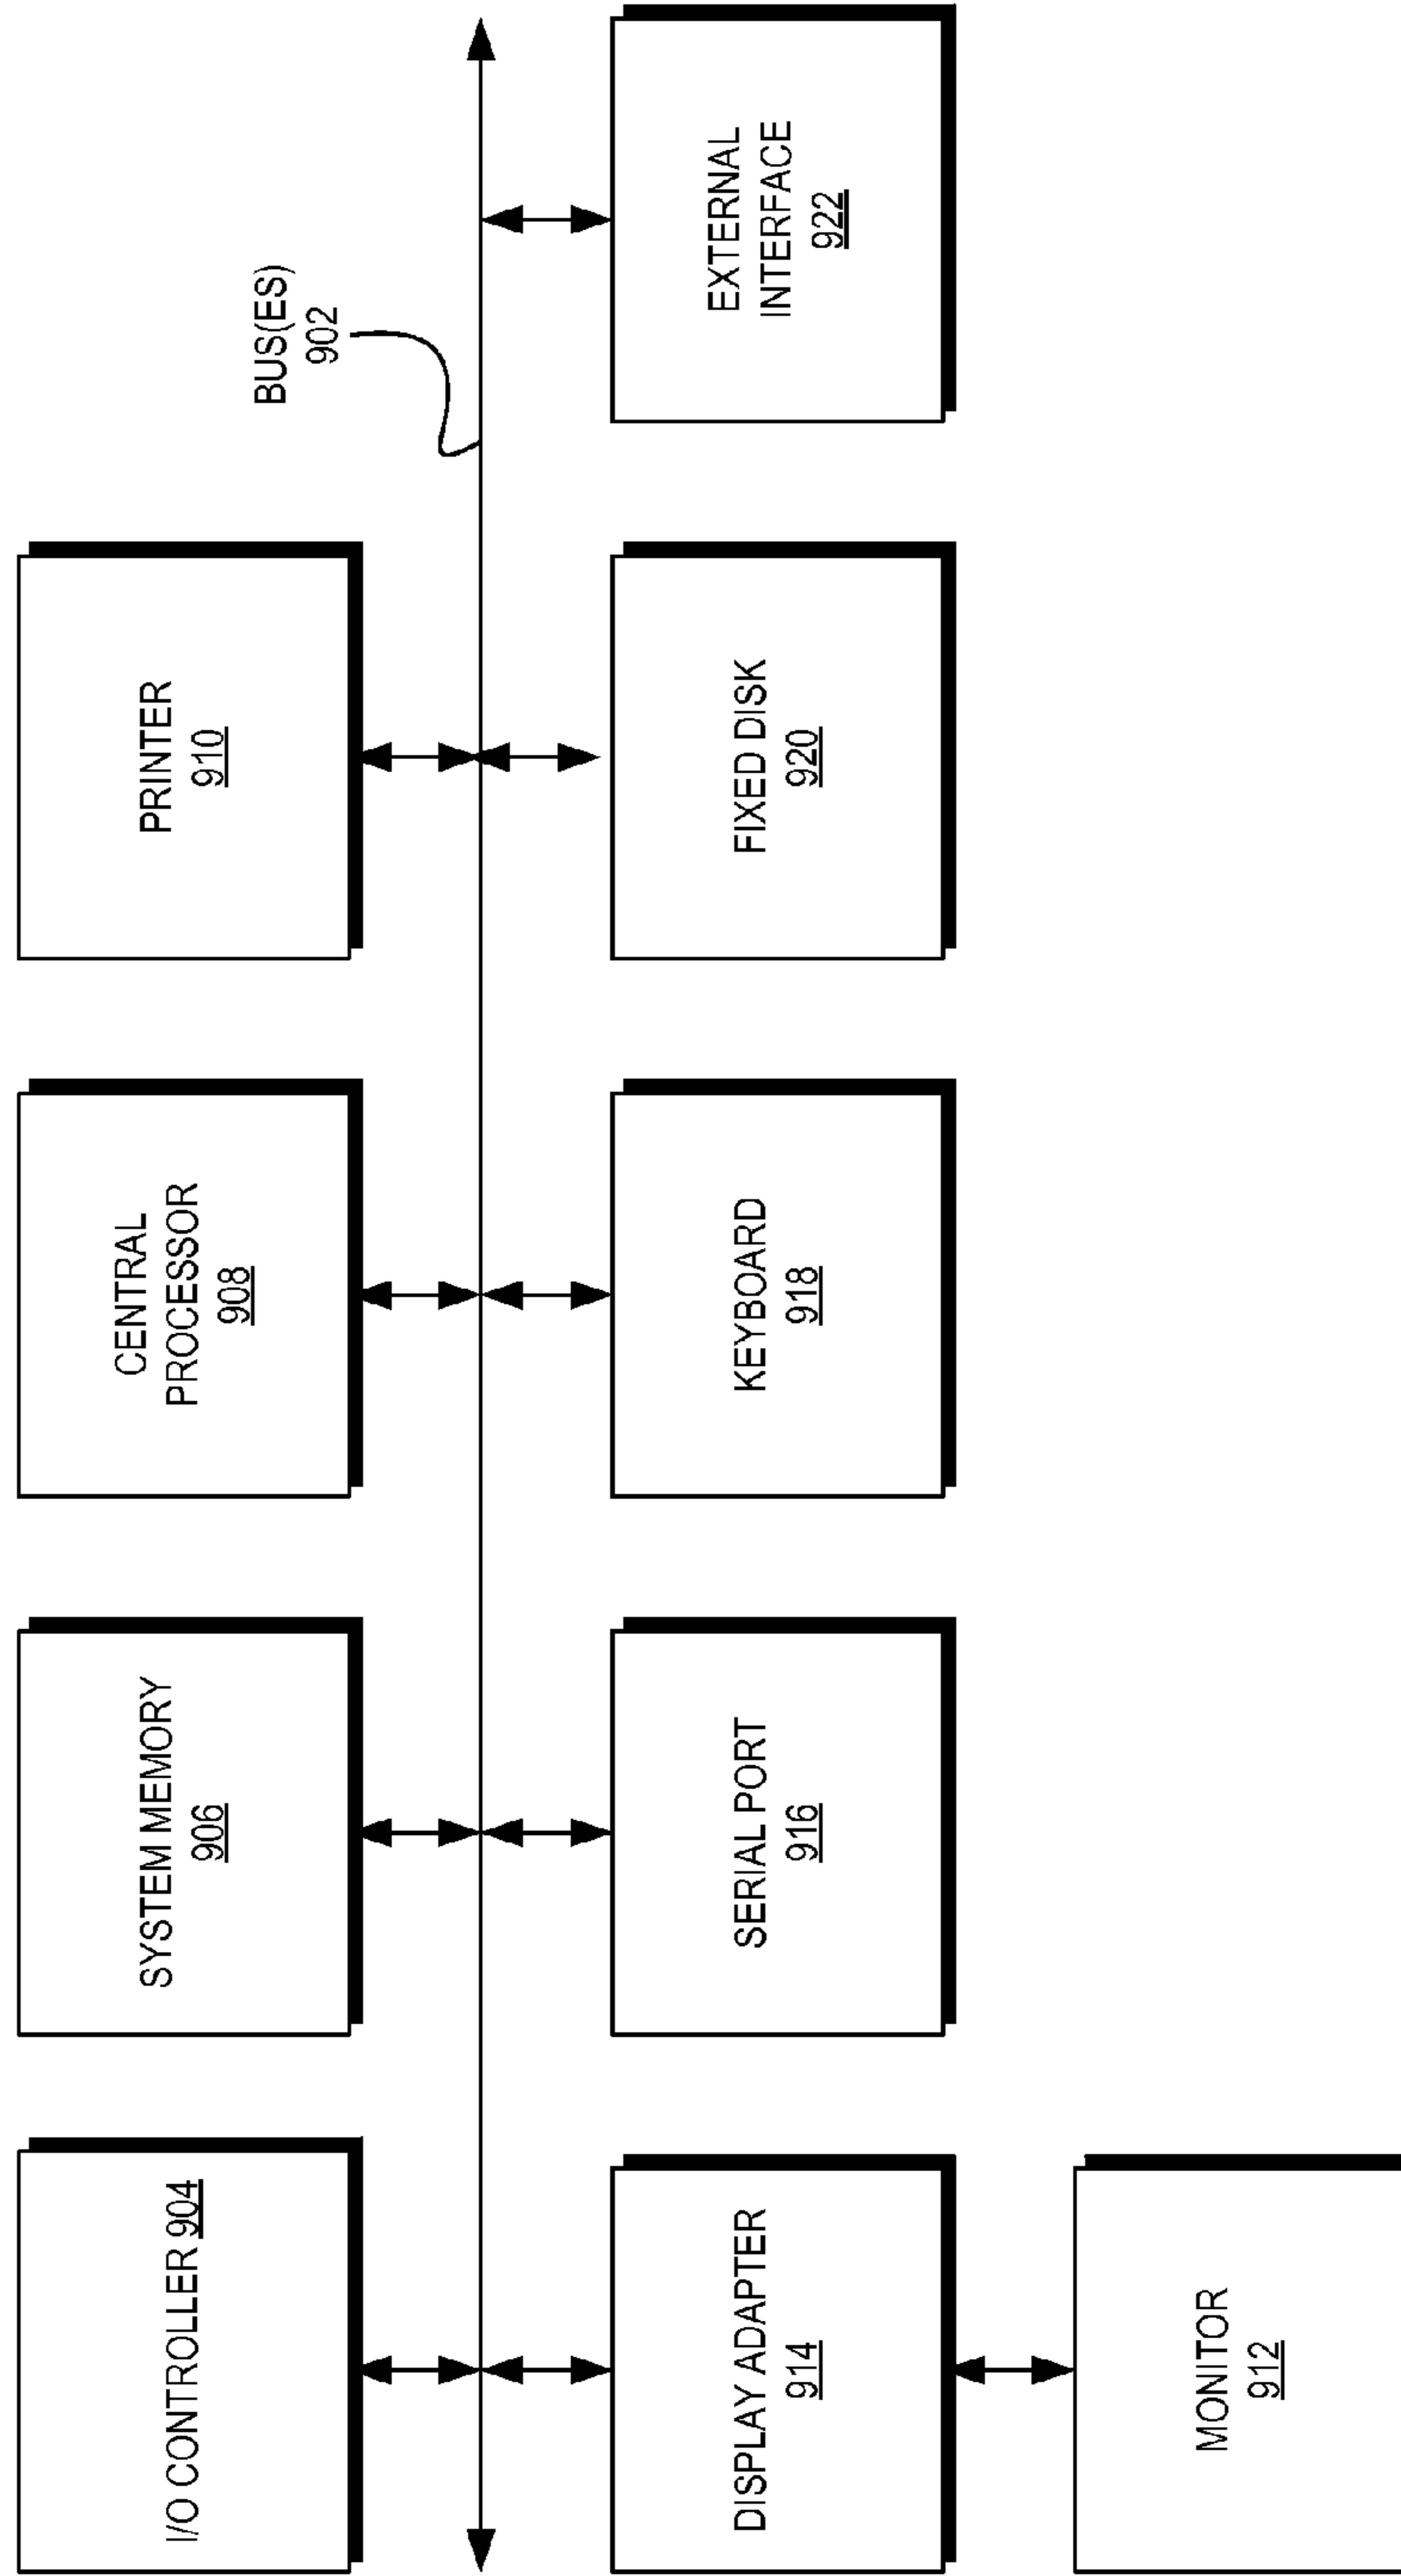 I/O CONTROLLER 904
SYSTEM MEMORY
906
CENTRAL
PROCESSOR
908
PRINTER
910
BUS(ES)
902
DISPLAY ADAPTER
914
SERIAL PORT
916
KEYBOARD
918
FIXED DISK
920
EXTERNAL
INTERFACE
922
MONITOR
912